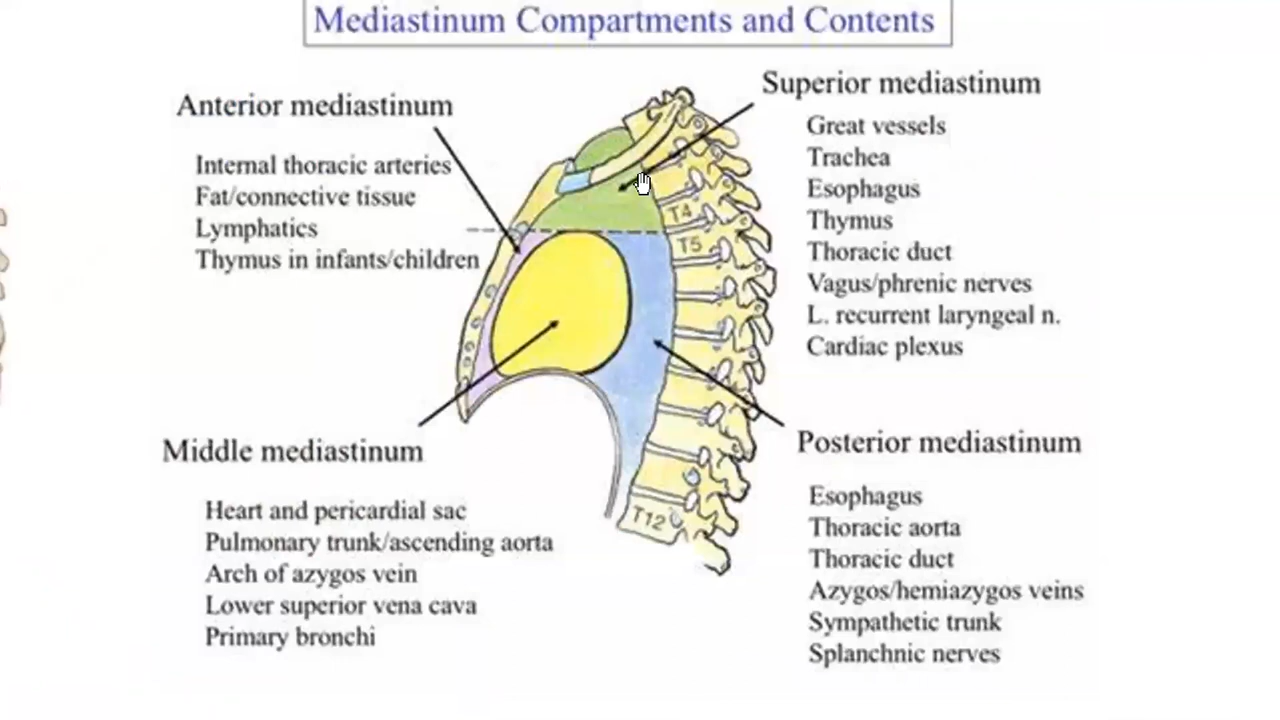 Mediastinum Compartments and Contents
Anterior mediastinum
Internal thoracic arteries
Fat/connective tissue
Lymphatics
Thymus in infants/children
Superior mediastinum
Great vessels
Trachea
Esophagus
Thymus
Thoracic duct
Vagus/phrenic nerves
L. recurrent laryngeal n.
Cardiac plexus
T4
T5
T12
Middle mediastinum
Heart and pericardial sac
Pulmonary trunk/ascending aorta
Arch of azygos vein
Lower superior vena cava
Primary bronchi
Posterior mediastinum
Esophagus
Thoracic aorta
Thoracic duct
Azygos/hemiazygos veins
Sympathetic trunk
Splanchnic nerves